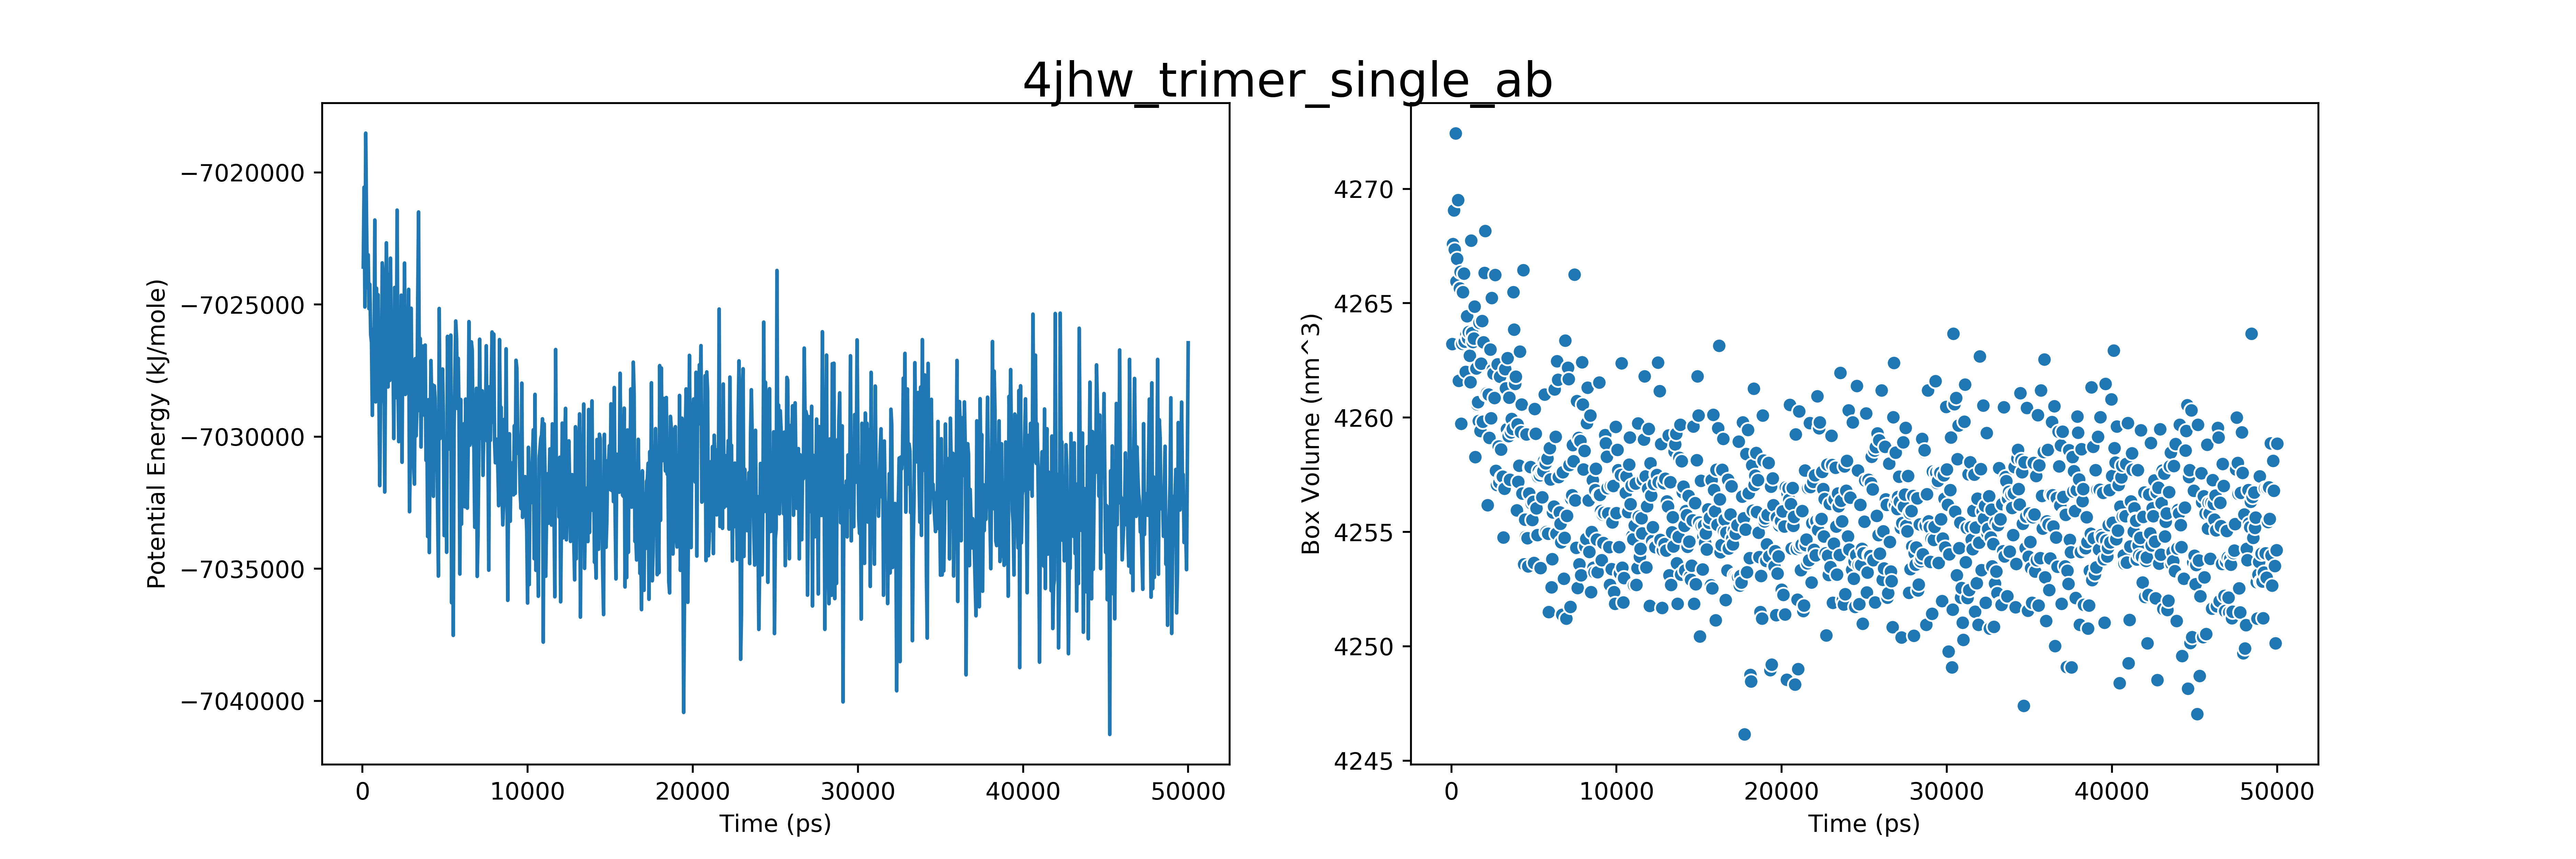 4jhw_trimer_single_ab
Potential Energy (kJ/mole)
−7020000
−7025000
−7030000
−7035000
−7040000
0 10000 20000 30000 40000 50000
Time (ps)
Box Volume (nm^3)
4270
4265
4260
4255
4250
4245
0 10000 20000 30000 40000 50000
Time (ps)